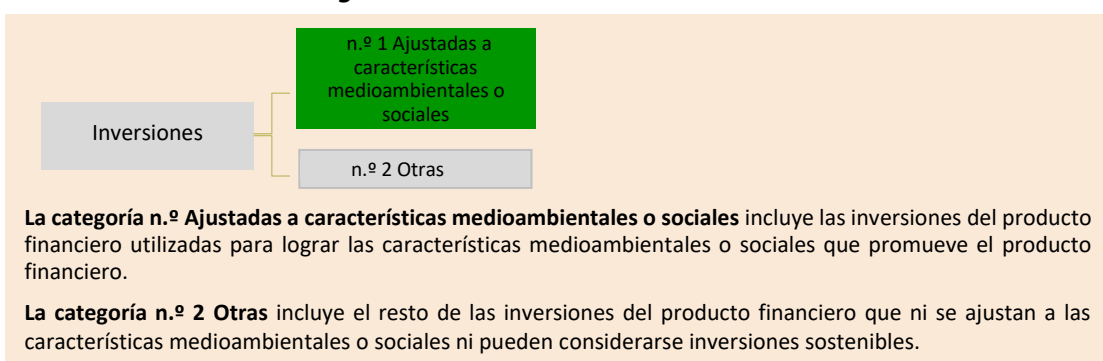 n.º 1 Ajustadas a
características
medioambientales o
sociales
Inversiones
n.º 2 Otras
La categoría n.º Ajustadas a características medioambientales o sociales incluye las inversiones del producto
financiero utilizadas para lograr las características medioambientales o sociales que promueve el producto
financiero.
La categoría n.º 2 Otras incluye el resto de las inversiones del producto financiero que ni se ajustan a las
características medioambientales o sociales ni pueden considerarse inversiones sostenibles.